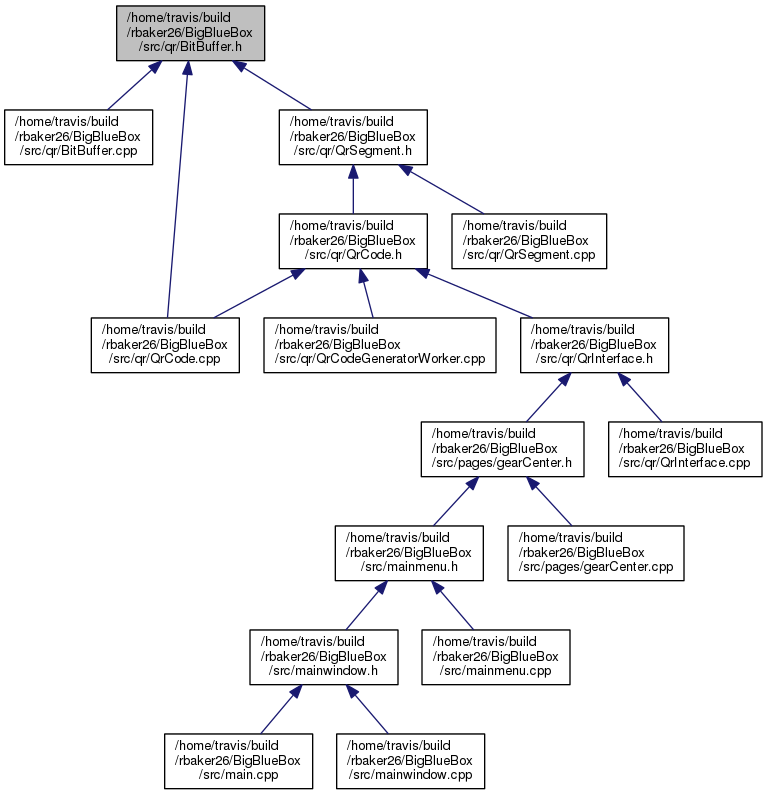 /home/travis/build
/rbaker26/BigBlueBox
/src/qr/BitBuffer.h
/home/travis/build
/rbaker26/BigBlueBox
/src/qr/BitBuffer.cpp
/home/travis/build
/rbaker26/BigBlueBox
/src/qr/QrSegment.h
/home/travis/build
/rbaker26/BigBlueBox
/src/qr/QrCode.h
/home/travis/build
/rbaker26/BigBlueBox
/src/qr/QrSegment.cpp
/home/travis/build
/rbaker26/BigBlueBox
/src/qr/QrCode.cpp
/home/travis/build
/rbaker26/BigBlueBox
/src/qr/QrCodeGeneratorWorker.cpp
/home/travis/build
/rbaker26/BigBlueBox
/src/qr/QrInterface.h
/home/travis/build
/rbaker26/BigBlueBox
/src/pages/gearCenter.h
/home/travis/build
/rbaker26/BigBlueBox
/src/qr/QrInterface.cpp
/home/travis/build
/rbaker26/BigBlueBox
/src/mainmenu.h
/home/travis/build
/rbaker26/BigBlueBox
/src/pages/gearCenter.cpp
/home/travis/build
/rbaker26/BigBlueBox
/src/mainwindow.h
/home/travis/build
/rbaker26/BigBlueBox
/src/mainmenu.cpp
/home/travis/build
/rbaker26/BigBlueBox
/src/main.cpp
/home/travis/build
/rbaker26/BigBlueBox
/src/mainwindow.cpp